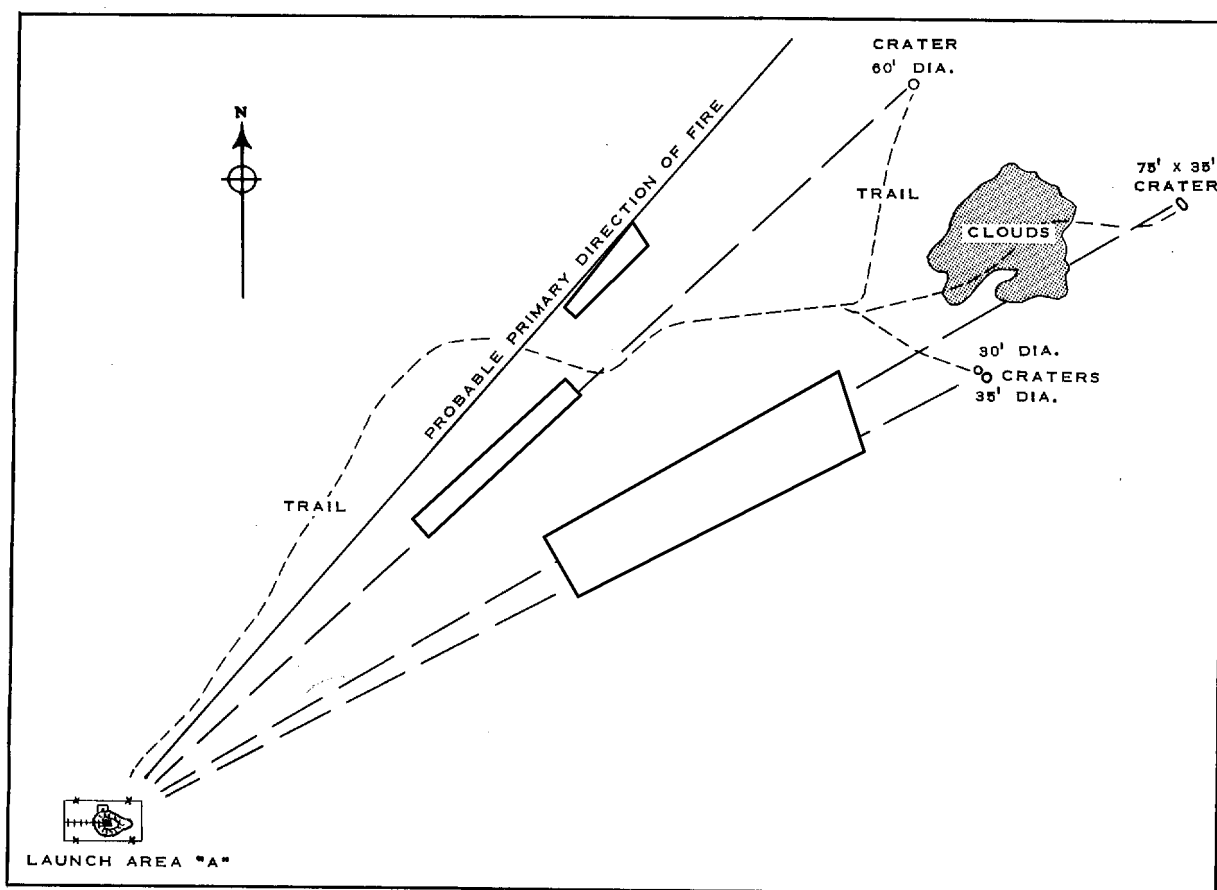 CRATER
60' DIA.
N
75' X 35'
CRATER
TRAIL
CLOUDS
PROBABLE PRIMARY DIRECTION OF FIRE
30' DIA.
CRATERS
35' DIA.
TRAIL
LAUNCH AREA "A"